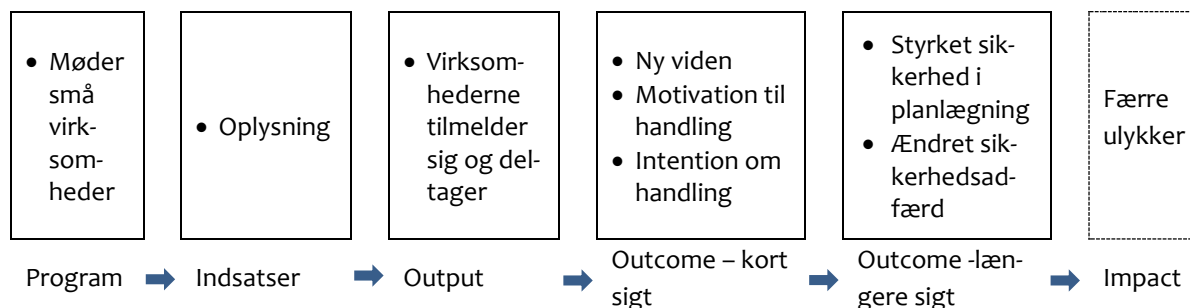 • Møder
små
virk-
som-
heder
• Oplysning
• Virksom-
hederne
tilmelder
sig og del-
tager
• Ny viden
• Motivation til
handling
• Intention om
handling
• Styrket sik-
kerhed i
planlægning
• Ændret sik-
kerhedsad-
færd
Færre
ulykker
Program
Indsatser
Output
Outcome – kort
sigt
Outcome -læn-
gere sigt
Impact